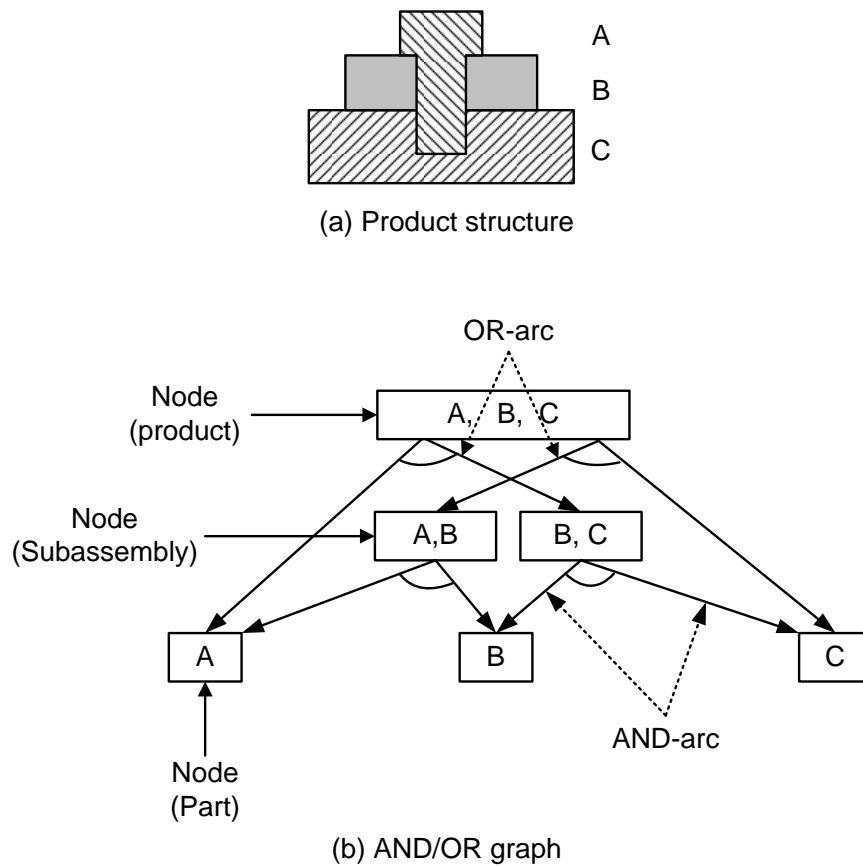 A
B
C
(a) Product structure
OR-arc
Node
(product)
A, B, C
Node
(Subassembly)
A,B
B, C
A
B
C
AND-arc
Node
(Part)
(b) AND/OR graph